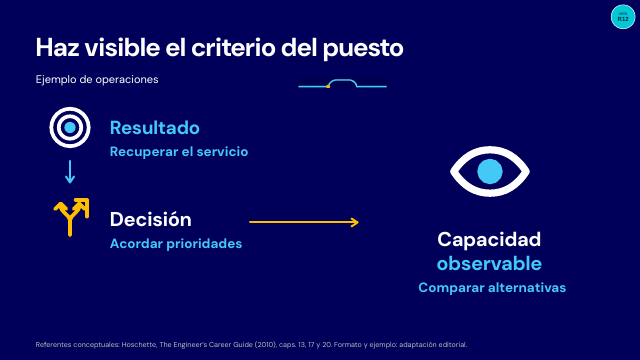 Haz visible el criterio del puesto
Ejemplo de operaciones
Resultado
Recuperar el servicio
Decisión
Acordar prioridades
Capacidad
observable
Comparar alternativas
Referentes conceptuales: Hoschette, The Engineer's Career Guide (2010), caps. 13, 17 y 20. Formato y ejemplo: adaptación editorial.
R12